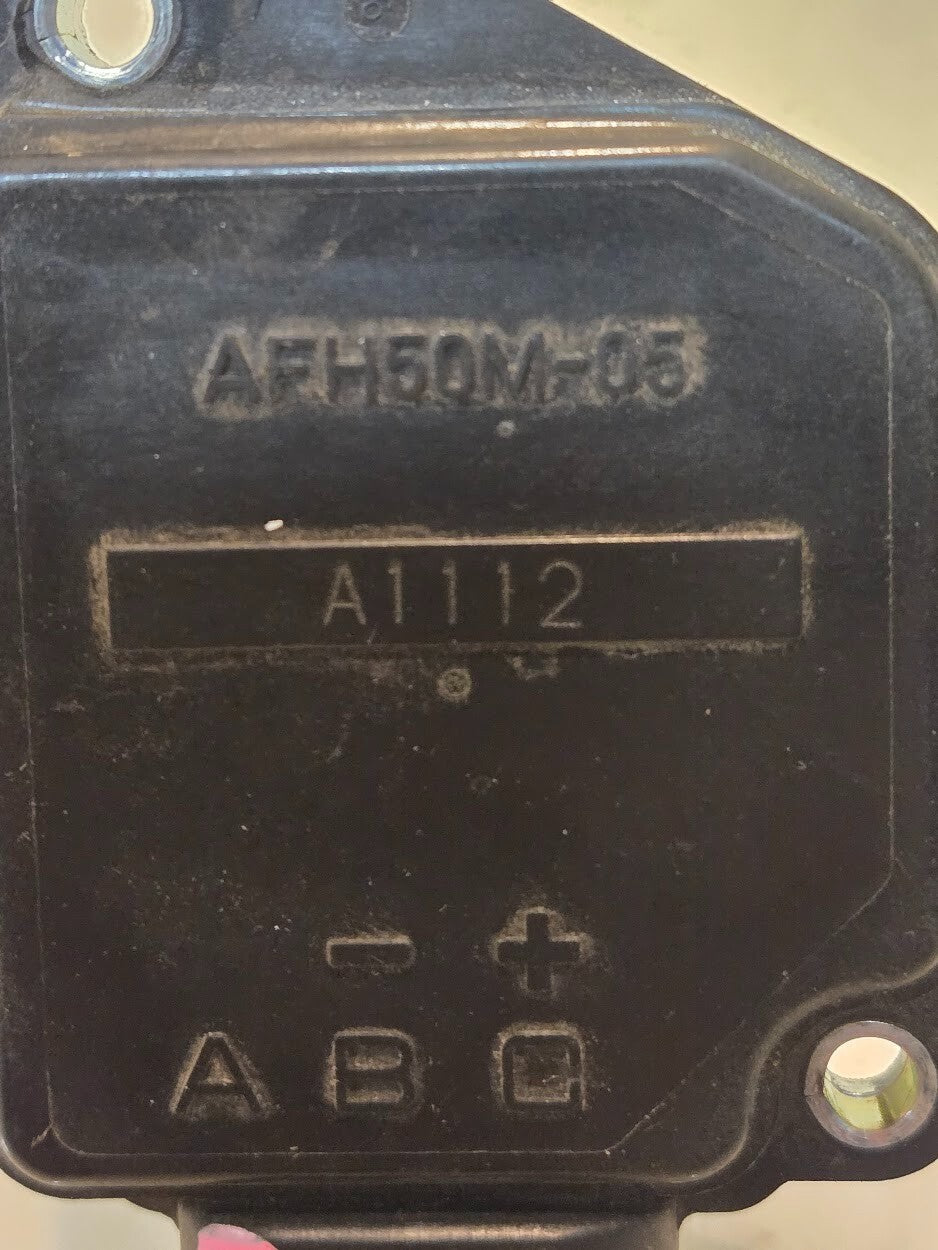 AFH50M-05
A1112
- +
A B C